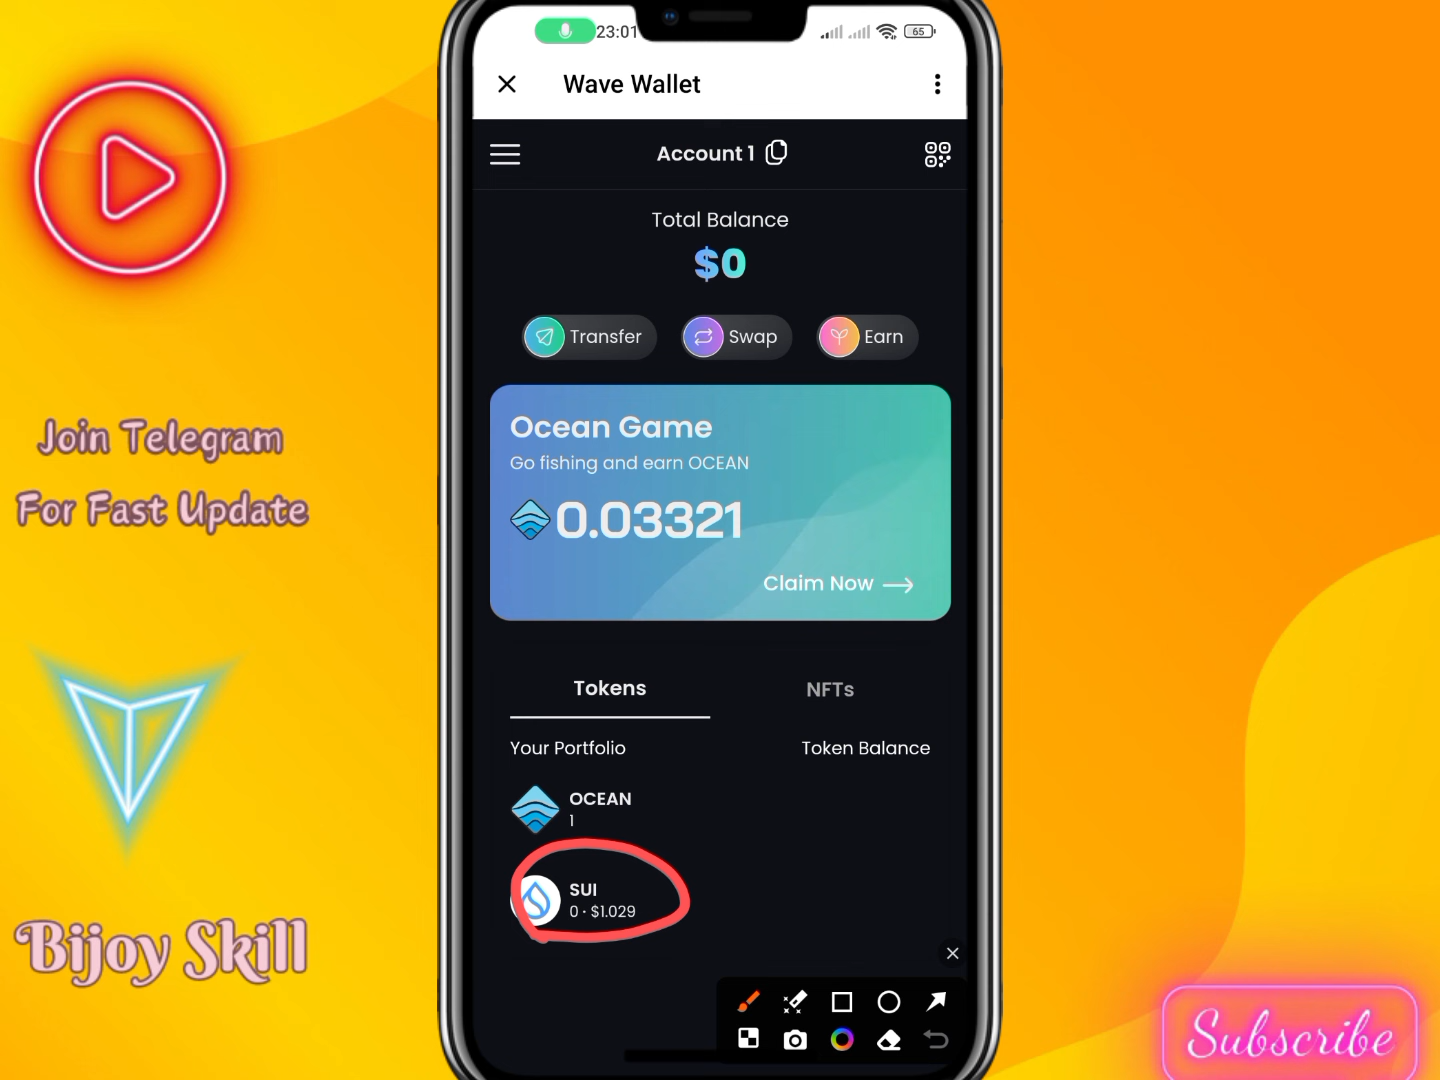 23:01
65
Wave Wallet
Account 1
Total Balance
$0
Transfer
Swap
Earn
Ocean Game
Go fishing and earn OCEAN
0.03321
Claim Now
Tokens
NFTs
Your Portfolio
Token Balance
OCEAN
1
SUI
0 · $1.029
Join Telegram
For Fast Update
Bijoy Skill
Subscribe